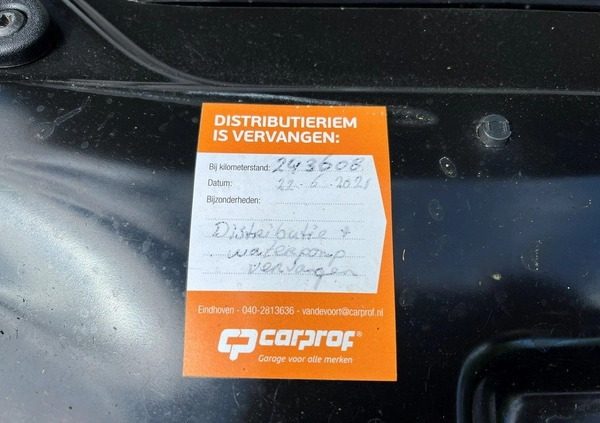 DISTRIBUTIERIEM
IS VERVANGEN:
Bij kilometerstand: 243608
Datum: 22-6-2021
Bijzonderheden:
Distributie +
waterpomp
vervangen
Eindhoven - 040-2813636 - vandevoort@carprof.nl
CP carprof®
Garage voor alle merken